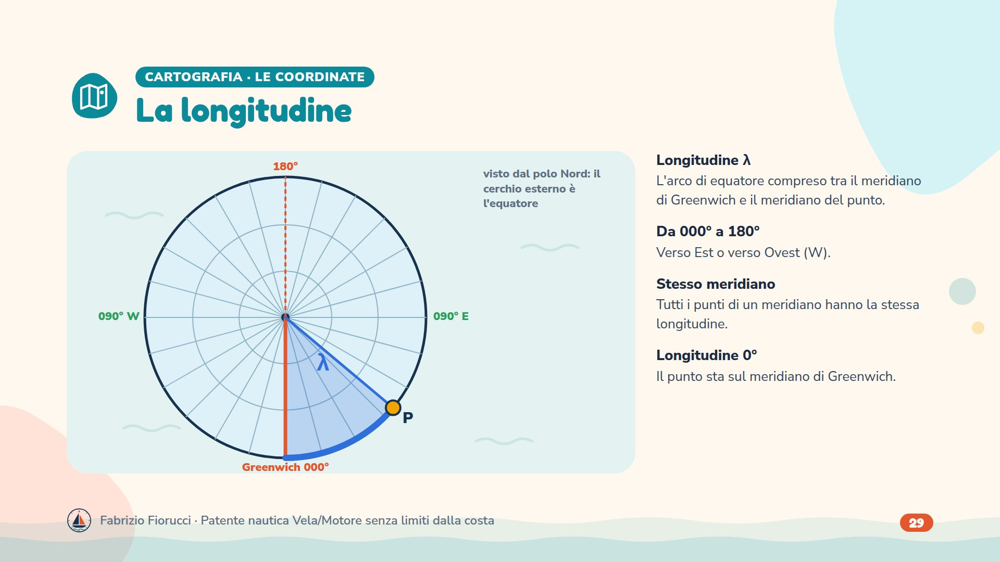 CARTOGRAFIA · LE COORDINATE
La longitudine
180°
visto dal polo Nord: il
cerchio esterno è
l'equatore
090° W
090° E
λ
P
Greenwich 000°
Longitudine λ
L'arco di equatore compreso tra il meridiano
di Greenwich e il meridiano del punto.
Da 000° a 180°
Verso Est o verso Ovest (W).
Stesso meridiano
Tutti i punti di un meridiano hanno la stessa
longitudine.
Longitudine 0°
Il punto sta sul meridiano di Greenwich.
Fabrizio Fiorucci · Patente nautica Vela/Motore senza limiti dalla costa
29